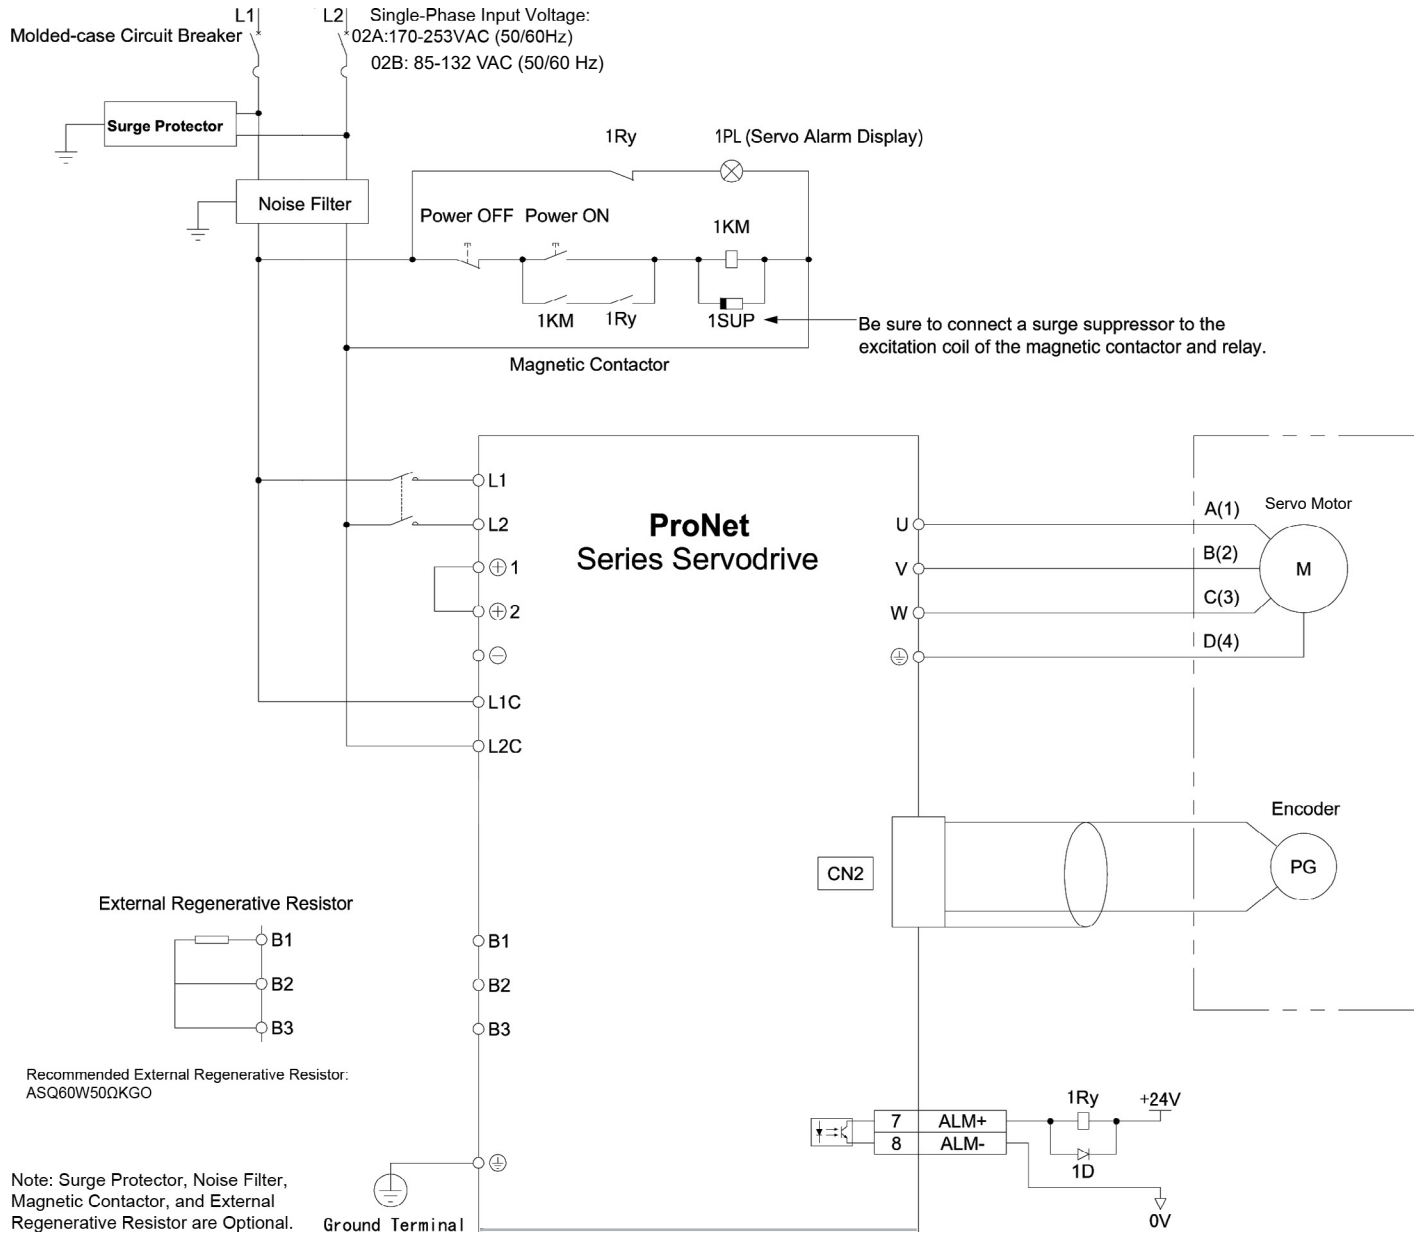 L1
L2
Single-Phase Input Voltage:
Molded-case Circuit Breaker
02A:170-253VAC (50/60Hz)
02B: 85-132 VAC (50/60 Hz)
Surge Protector
1Ry
1PL (Servo Alarm Display)
Noise Filter
Power OFF
Power ON
1KM
1KM
1Ry
1SUP
Be sure to connect a surge suppressor to the
excitation coil of the magnetic contactor and relay.
Magnetic Contactor
L1
L2
1
2
L1C
L2C
ProNet
Series Servodrive
U
V
W
A(1)
B(2)
C(3)
D(4)
Servo Motor
M
Encoder
PG
CN2
External Regenerative Resistor
B1
B2
B3
B1
B2
B3
Recommended External Regenerative Resistor:
ASQ60W50ΩKGO
7
ALM+
8
ALM-
1Ry
+24V
1D
0V
Note: Surge Protector, Noise Filter,
Magnetic Contactor, and External
Regenerative Resistor are Optional.
Ground Terminal